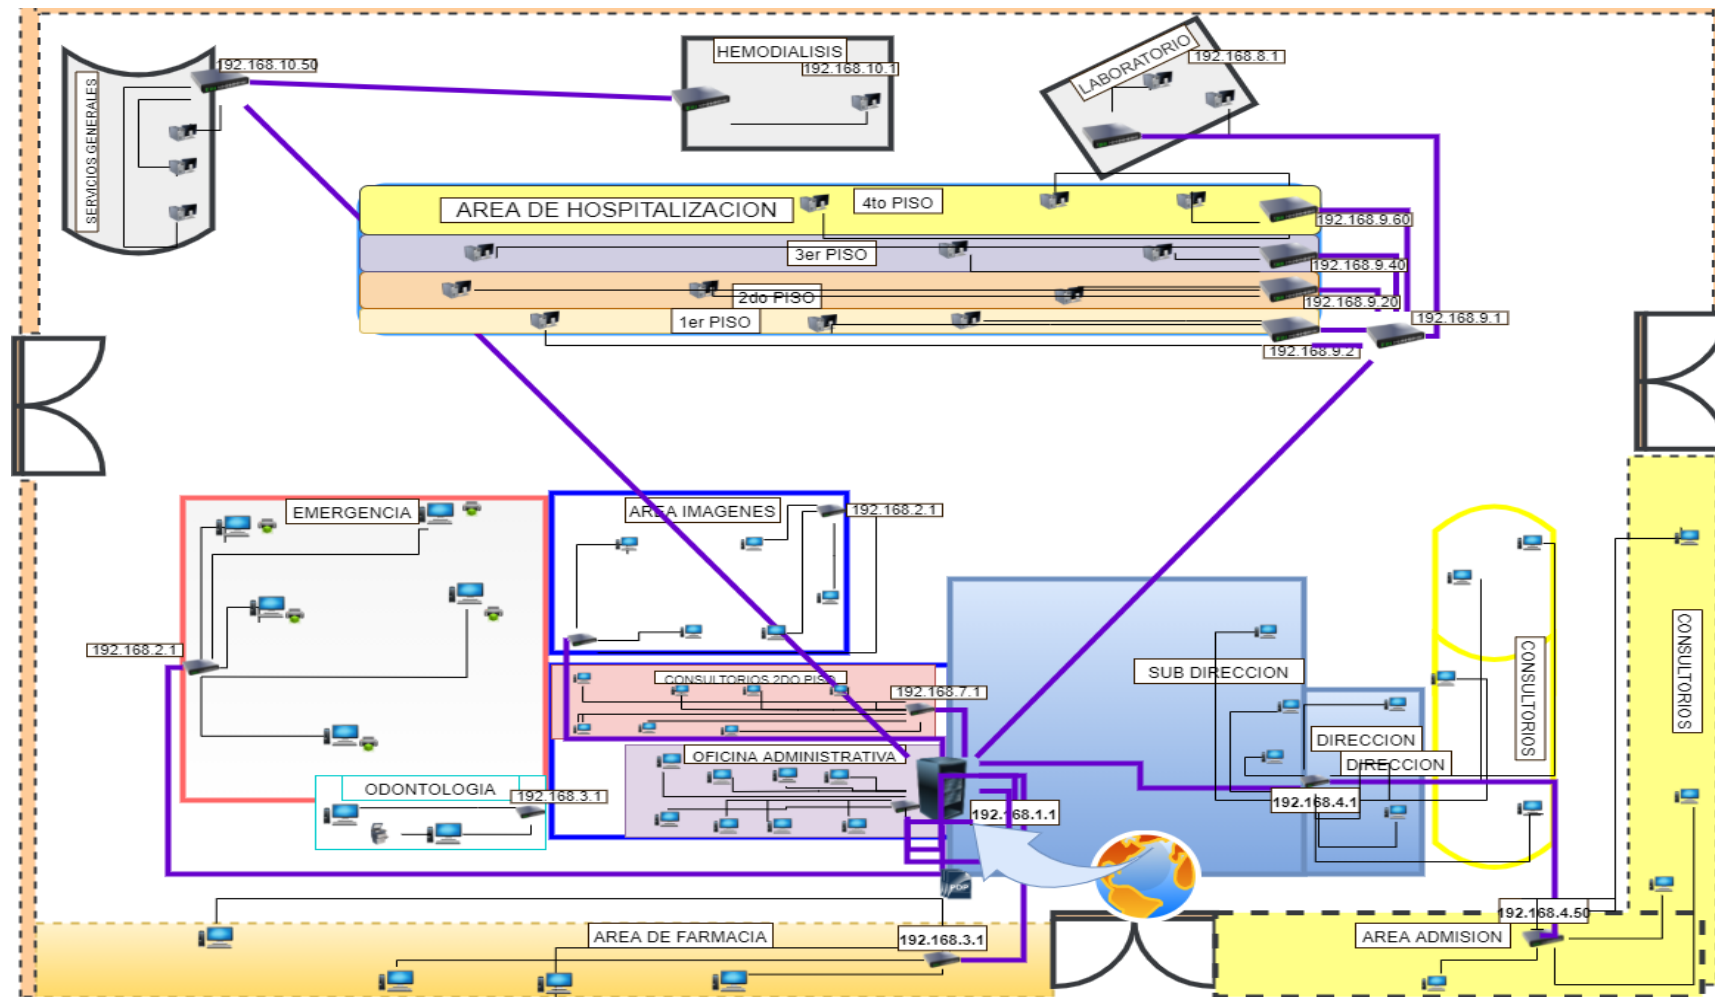 192.168.10.50
SERVICIOS GENERALES
HEMODIALISIS
192.168.10.1
LABORATORIO
192.168.8.1
AREA DE HOSPITALIZACION
4to PISO
192.168.9.60
3er PISO
192.168.9.40
2do PISO
192.168.9.20
1er PISO
192.168.9.1
192.168.9.2
EMERGENCIA
192.168.2.1
AREA IMAGENES
192.168.2.1
CONSULTORIOS 2DO PISO
192.168.7.1
OFICINA ADMINISTRATIVA
ODONTOLOGIA
192.168.3.1
192.168.1.1
SUB DIRECCION
DIRECCION
DIRECCION
192.168.4.1
CONSULTORIOS
CONSULTORIOS
PDP
AREA DE FARMACIA
192.168.3.1
AREA ADMISION
192.168.4.50